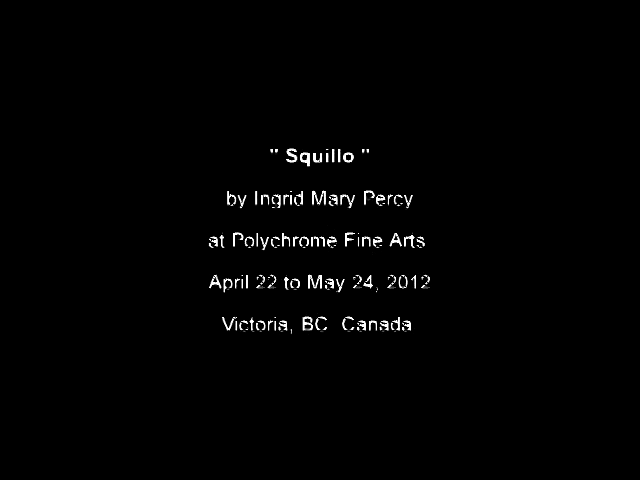 " Squillo "
by Ingrid Mary Percy
at Polychrome Fine Arts
April 22 to May 24, 2012
Victoria, BC Canada